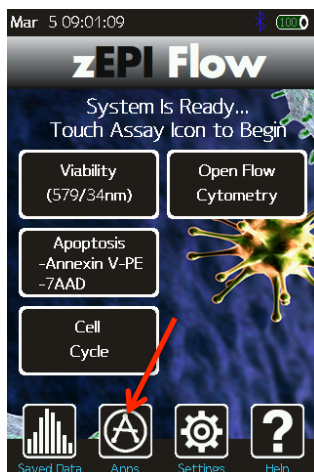 Mar 5 09:01:09
100
zEPI Flow
System Is Ready...
Touch Assay Icon to Begin
Viability
(579/34nm)
Open Flow
Cytometry
Apoptosis
-Annexin V-PE
-7AAD
Cell
Cycle
Saved Data Apps Settings Help